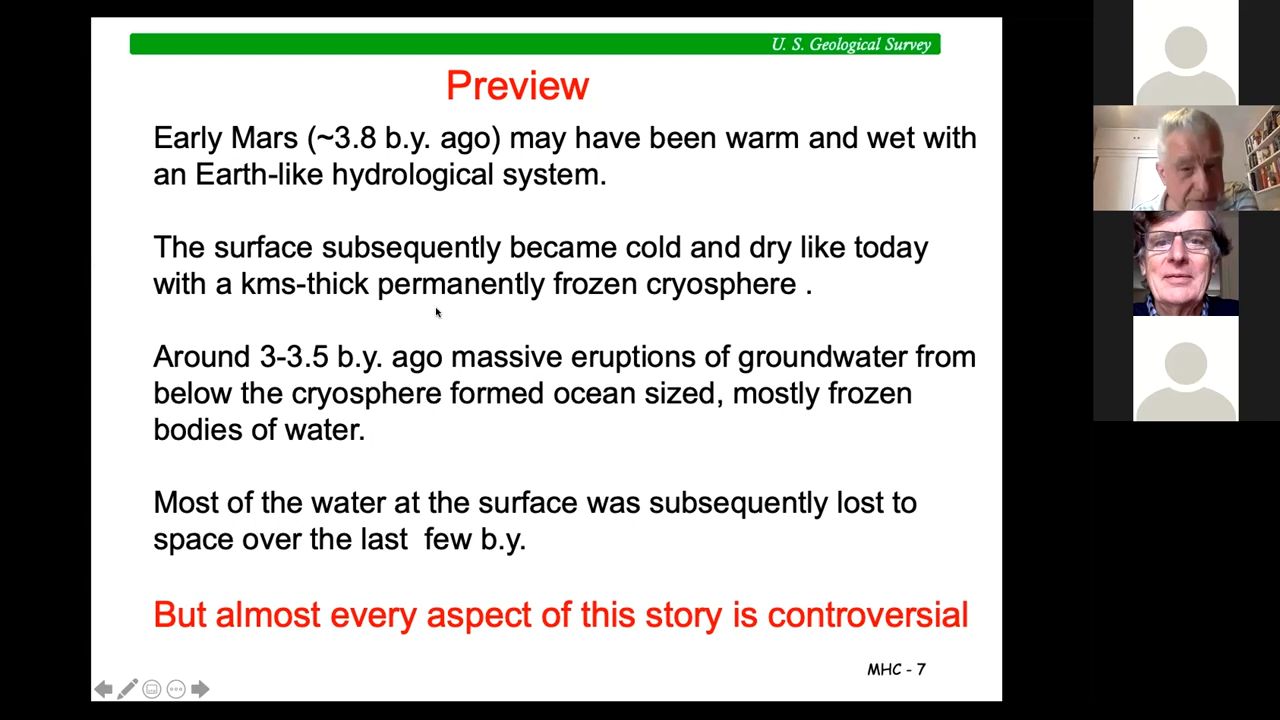 U. S. Geological Survey
Preview
Early Mars (~3.8 b.y. ago) may have been warm and wet with
an Earth-like hydrological system.
The surface subsequently became cold and dry like today
with a kms-thick permanently frozen cryosphere .
Around 3-3.5 b.y. ago massive eruptions of groundwater from
below the cryosphere formed ocean sized, mostly frozen
bodies of water.
Most of the water at the surface was subsequently lost to
space over the last  few b.y.
But almost every aspect of this story is controversial
MHC - 7